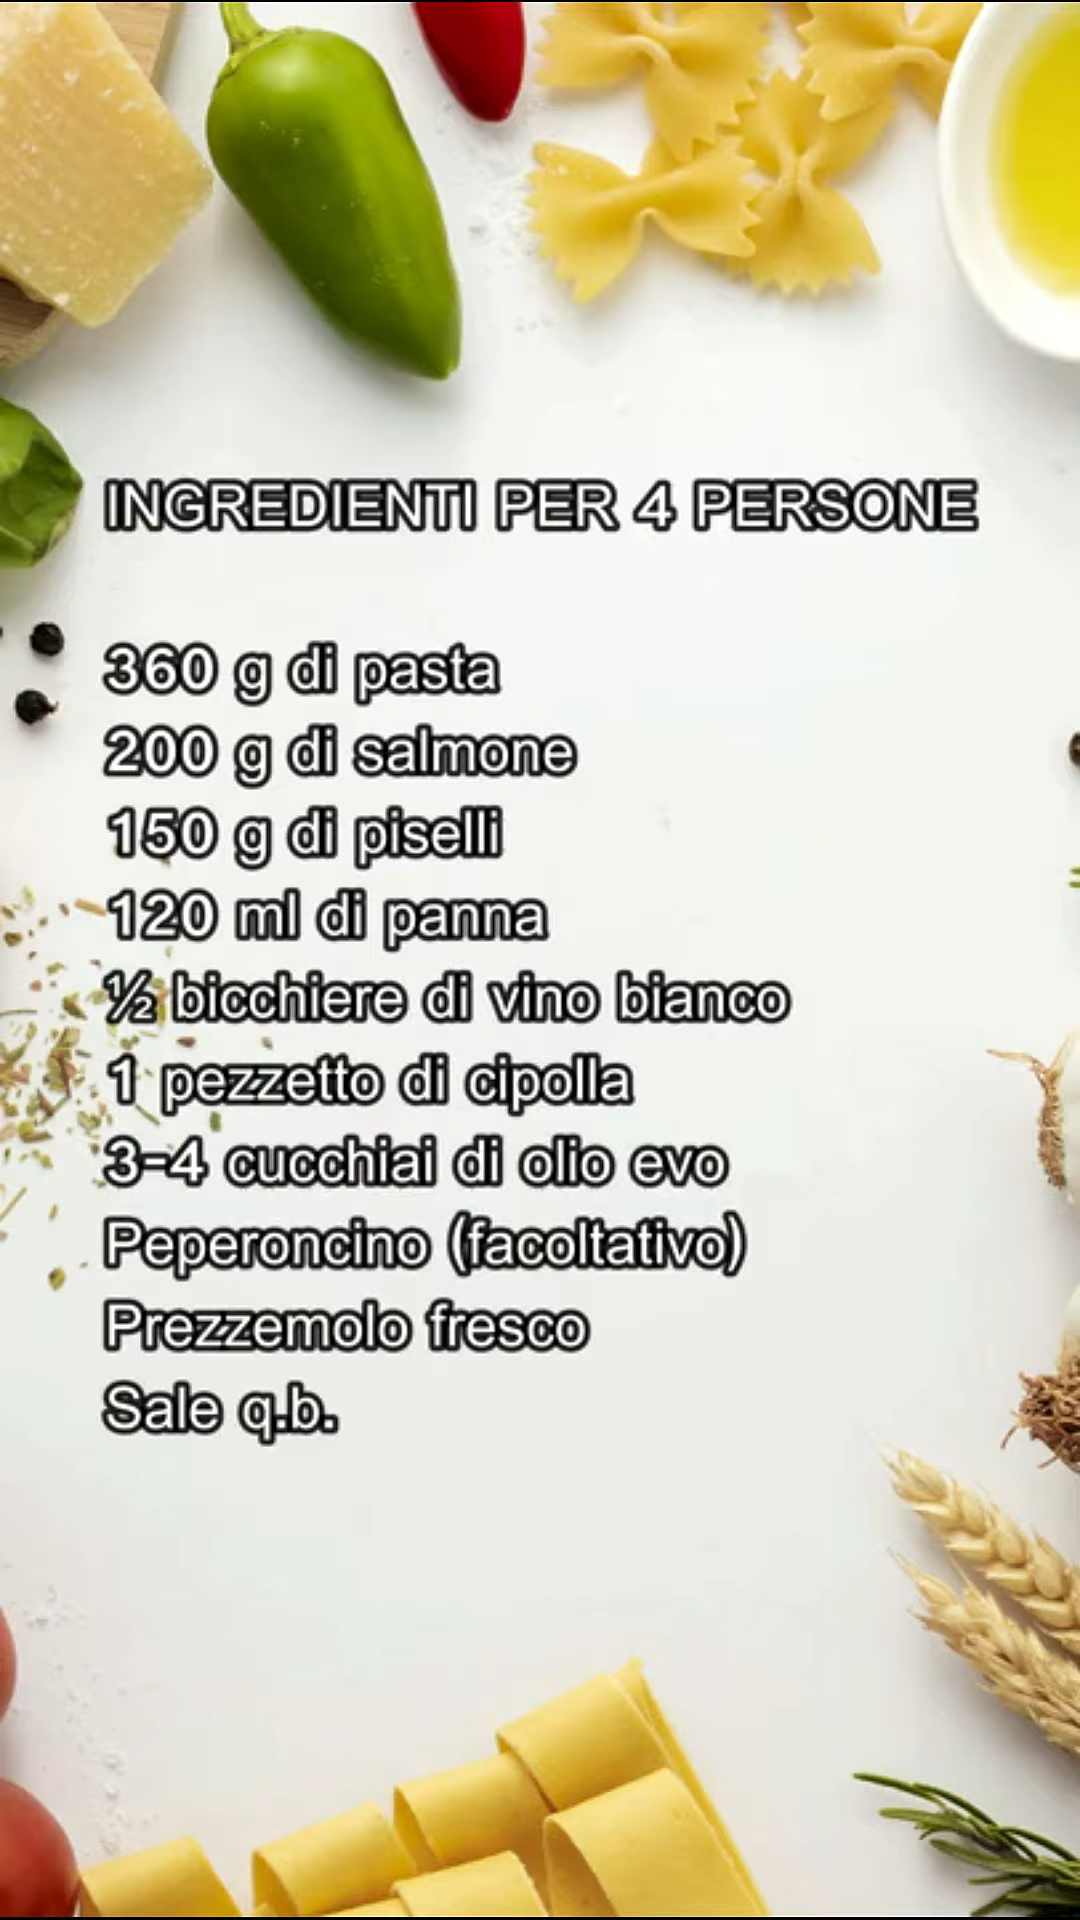 INGREDIENTI PER 4 PERSONE
360 g di pasta
200 g di salmone
150 g di piselli
120 ml di panna
½ bicchiere di vino bianco
1 pezzetto di cipolla
3-4 cucchiai di olio evo
Peperoncino (facoltativo)
Prezzemolo fresco
Sale q.b.